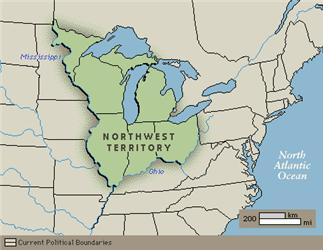 Mississippi
NORTHWEST
TERRITORY
Ohio
North
Atlantic
Ocean
200
km
mi
Current Political Boundaries